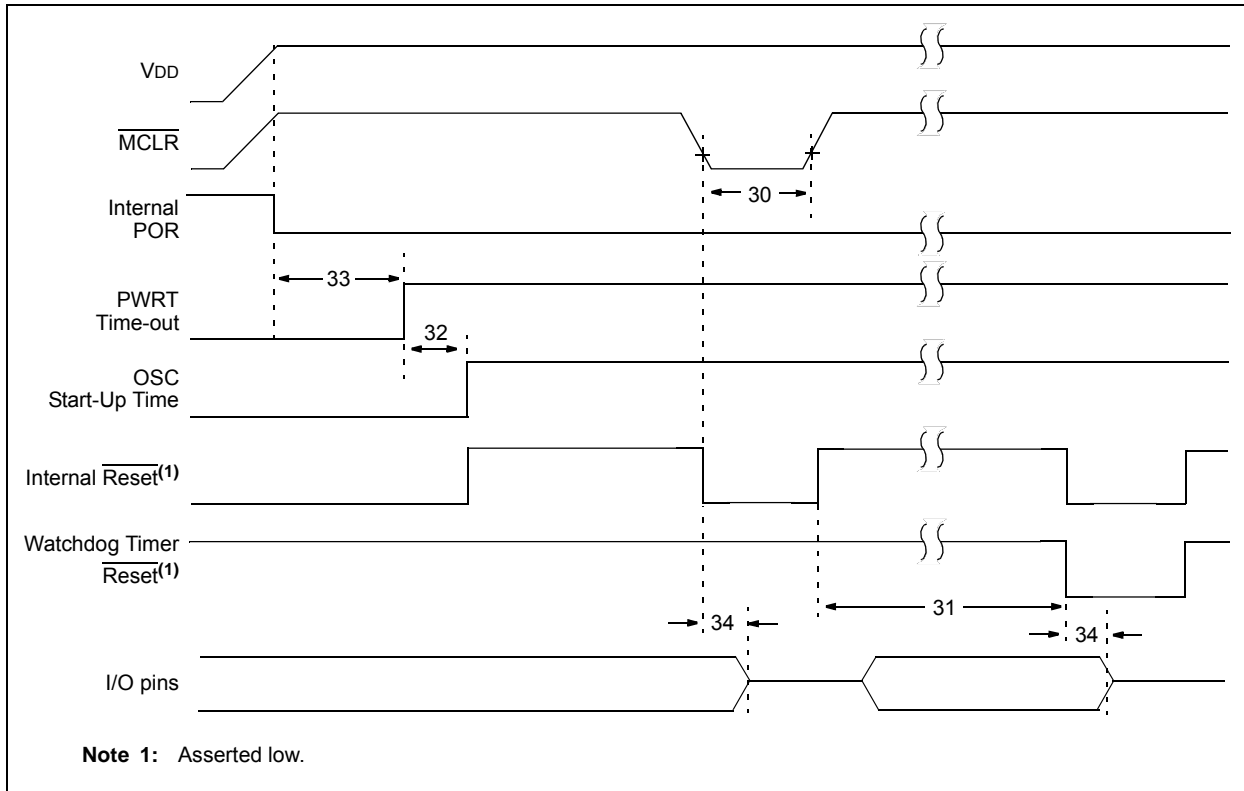 VDD
MCLR
30
Internal
POR
33
PWRT
Time-out
32
OSC
Start-Up Time
Internal Reset(1)
Watchdog Timer
Reset(1)
31
34
34
I/O pins
Note 1: Asserted low.